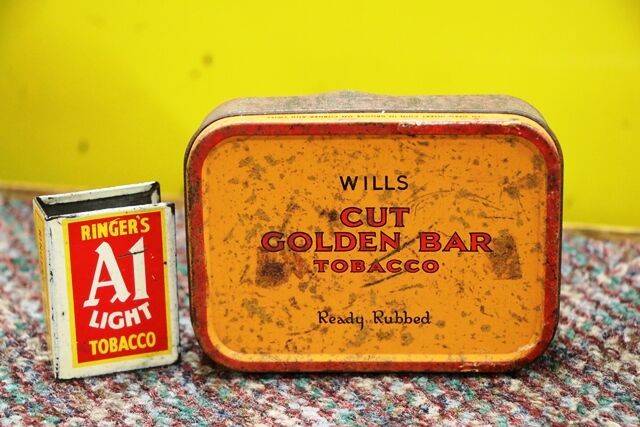 RINGER'S
A1
LIGHT
TOBACCO
WILLS
CUT
GOLDEN BAR
TOBACCO
Ready Rubbed